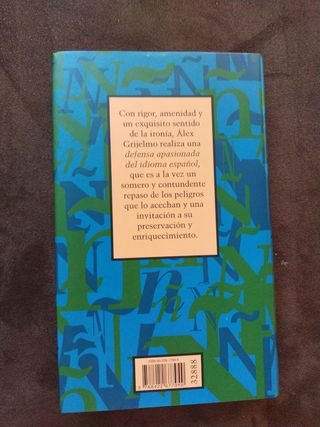 Con rigor, amenidad y
un exquisito sentido
de la ironía, Álex
Grijelmo realiza una
defensa apasionada
del idioma español,
que es a la vez un
somero y contundente
repaso de los peligros
que lo acechan y una
invitación a su
preservación y
enriquecimiento.
32888